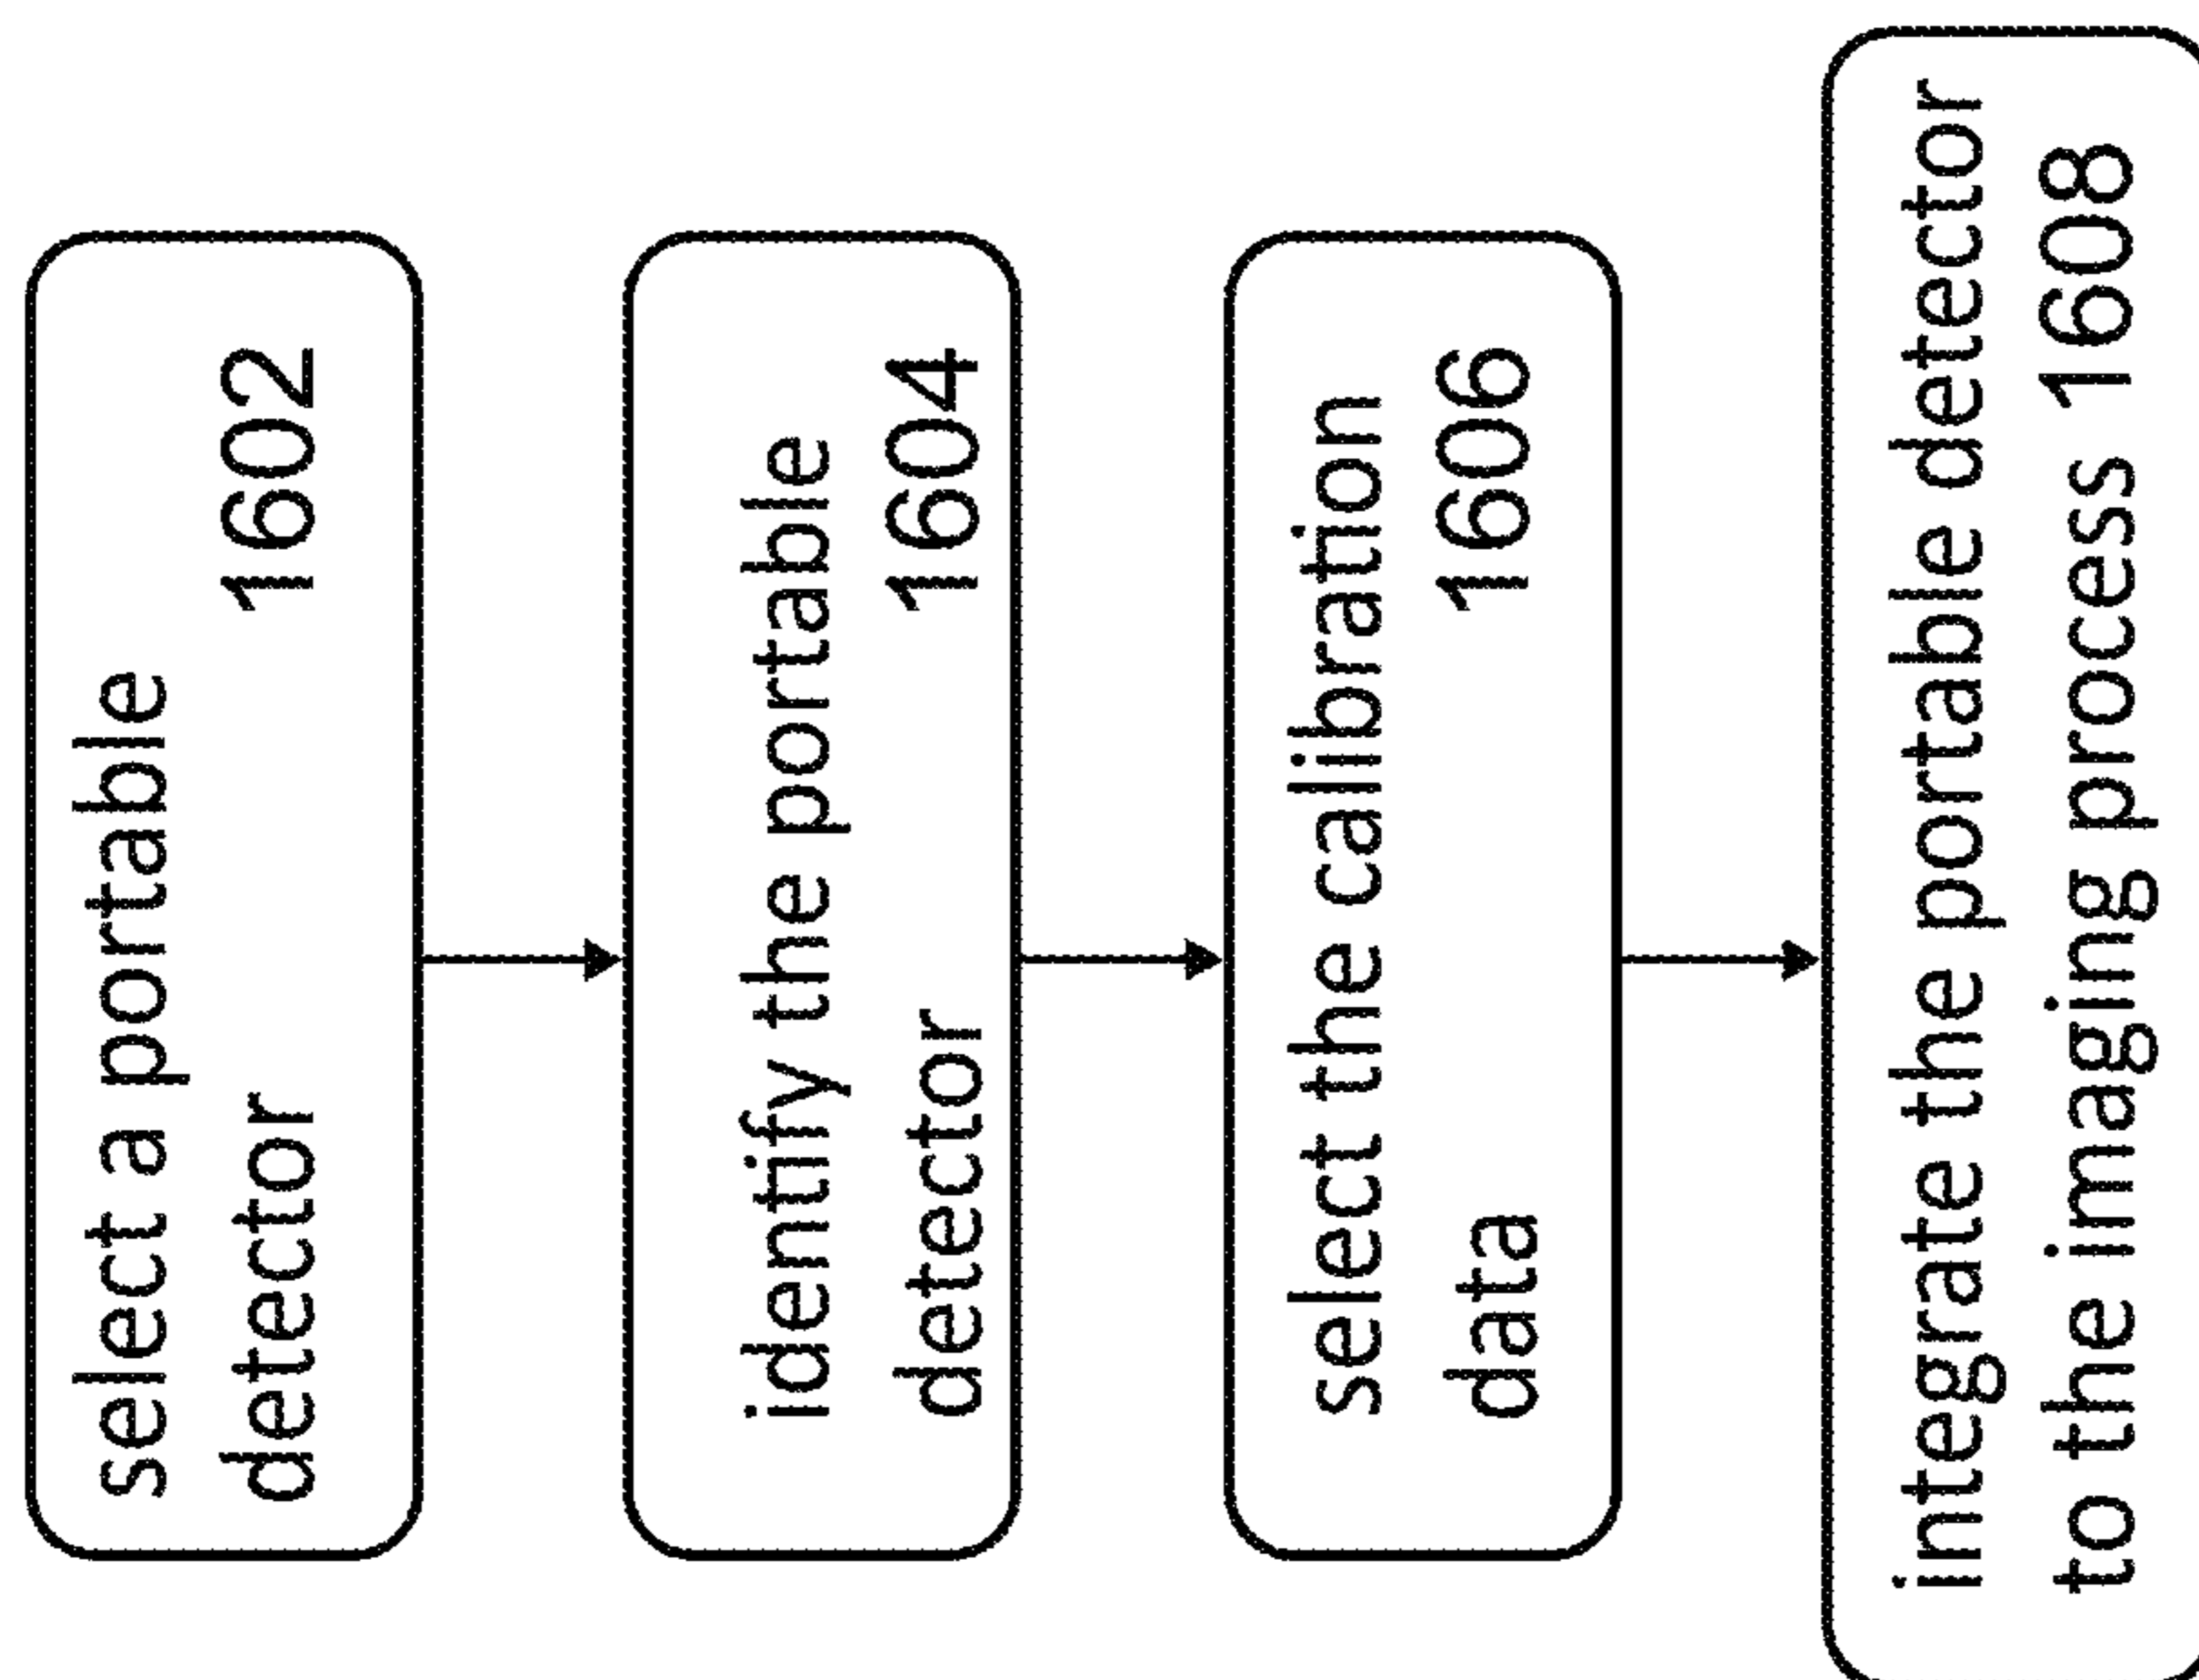 select a portable
detector 1602
identify the portable
detector 1604
select the calibration
data 1606
integrate the portable detector
to the imaging process 1608